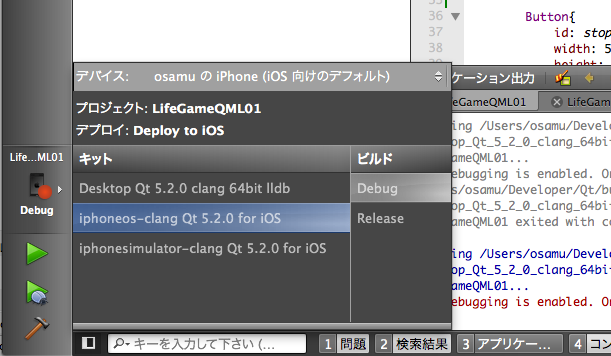 35
36 Button{
37 id: stop
38 width: 5
height:
デバイス: osamu の iPhone (iOS 向けのデフォルト)
ケーション出力
プロジェクト: LifeGameQML01
デプロイ: Deploy to iOS
feGameQML01 LifeGam
キット ビルド
Desktop Qt 5.2.0 clang 64bit lldb Debug
iphoneos-clang Qt 5.2.0 for iOS Release
iphonesimulator-clang Qt 5.2.0 for iOS
Life...ML01
Debug
ing /Users/osamu/Develo
op_Qt_5_2_0_clang_64bit
ameQML01...
ebugging is enabled. On
s/osamu/Developer/Qt/bu
op_Qt_5_2_0_clang_64bit
ameQML01 exited with co
ing /Users/osamu/Develo
op_Qt_5_2_0_clang_64bit
ameQML01...
ebugging is enabled. On
キーを入力して下さい (... 1 問題 2 検索結果 3 アプリケー... 4 コン